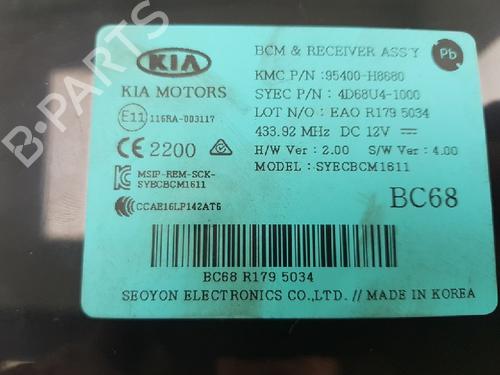 KIA
KIA MOTORS
BCM & RECEIVER ASS'Y
Pb
KMC P/N : 95400-H8680
SYEC P/N : 4D68U4-1000
LOT N/O : EAO R179 5034
E11 116RA-003117
433.92 MHz DC 12V
CE 2200
H/W Ver : 2.00 S/W Ver : 4.00
MODEL : SYECBCM1611
MSIP-REM-SCK-
SYECBCM1611
CCAE16LP142AT6
BC68
BC68 R179 5034
SEOYON ELECTRONICS CO.,LTD. // MADE IN KOREA
B-PARTS